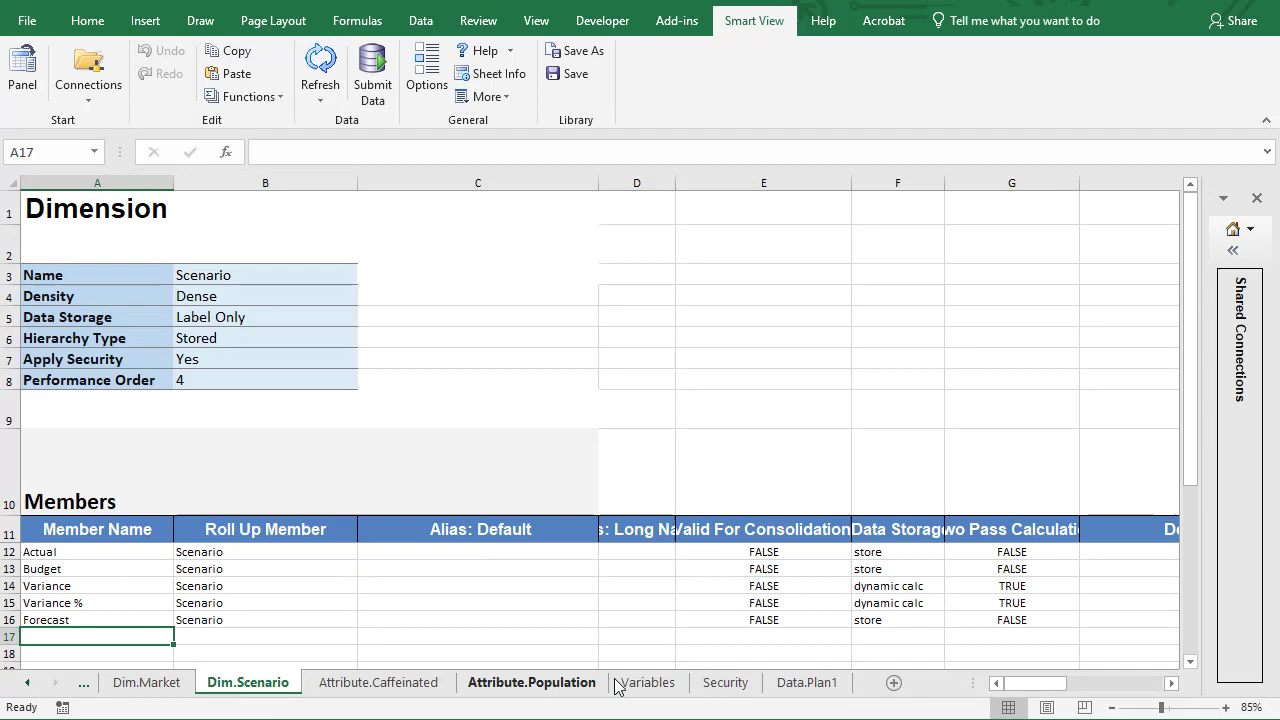 File Home Insert Draw Page Layout Formulas Data Review View Developer Add-ins Smart View Help Acrobat Tell me what you want to do Share
Panel
Connections
Start
Undo
Redo
Copy
Paste
Functions
Edit
Refresh
Submit
Data
Data
Options
Help
Sheet Info
More
General
Save As
Save
Library
A17 fx
A B C D E F G
1 Dimension
2
3 Name Scenario
4 Density Dense
5 Data Storage Label Only
6 Hierarchy Type Stored
7 Apply Security Yes
8 Performance Order 4
9
10 Members
11 Member Name Roll Up Member Alias: Default s: Long Na Valid For Consolidation Data Storag wo Pass Calculati
12 Actual Scenario FALSE store FALSE
13 Budget Scenario FALSE store FALSE
14 Variance Scenario FALSE dynamic calc TRUE
15 Variance % Scenario FALSE dynamic calc TRUE
16 Forecast Scenario FALSE store FALSE
17
18
Shared Connections
... Dim.Market Dim.Scenario Attribute.Caffeinated Attribute.Population Variables Security Data.Plan1
Ready 85%